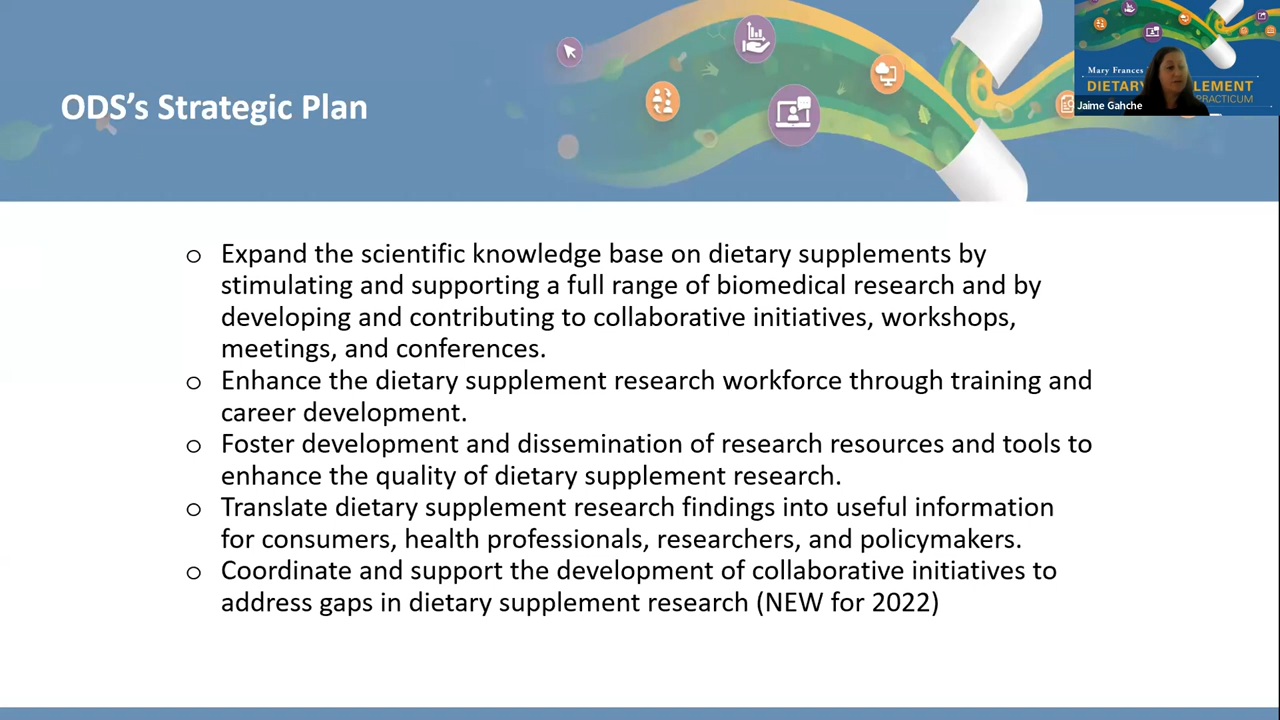 ODS's Strategic Plan
Mary Frances
DIETARY
LEMENT
PRACTICUM
Jaime Gahche
o Expand the scientific knowledge base on dietary supplements by
stimulating and supporting a full range of biomedical research and by
developing and contributing to collaborative initiatives, workshops,
meetings, and conferences.
o Enhance the dietary supplement research workforce through training and
career development.
o Foster development and dissemination of research resources and tools to
enhance the quality of dietary supplement research.
o Translate dietary supplement research findings into useful information
for consumers, health professionals, researchers, and policymakers.
o Coordinate and support the development of collaborative initiatives to
address gaps in dietary supplement research (NEW for 2022)